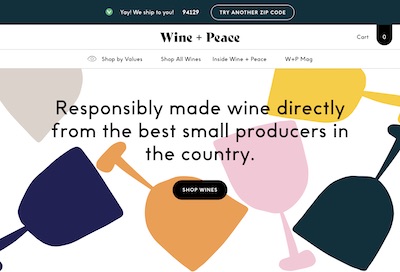 Yay! We ship to you! 94129 TRY ANOTHER ZIP CODE
Wine + Peace
Cart 0
Shop by Values Shop All Wines Inside Wine + Peace W+P Mag
Responsibly made wine directly
from the best small producers in
the country.
SHOP WINES